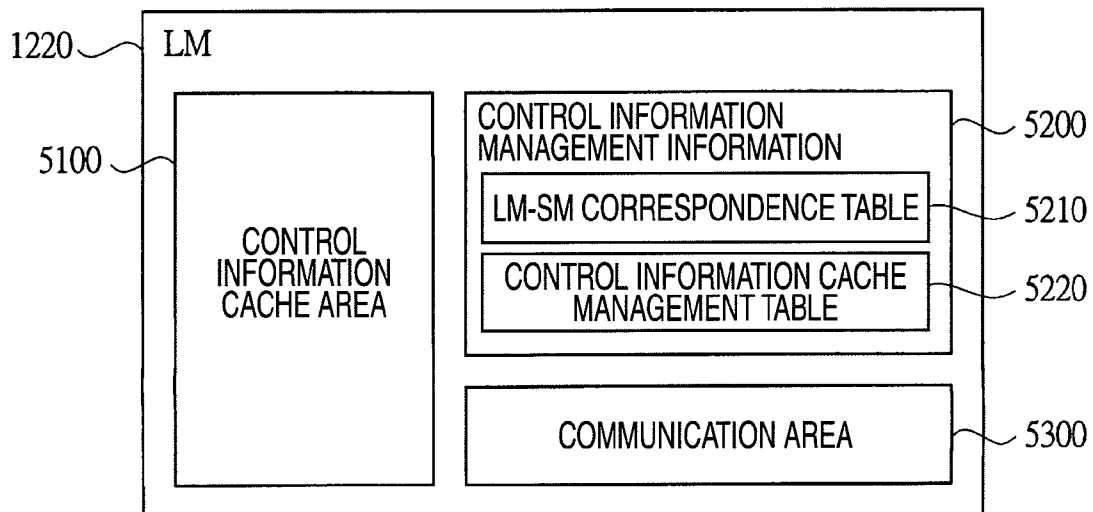 1220
LM
5100
CONTROL
INFORMATION
CACHE AREA
CONTROL INFORMATION
MANAGEMENT INFORMATION
5200
LM-SM CORRESPONDENCE TABLE
5210
CONTROL INFORMATION CACHE
MANAGEMENT TABLE
5220
COMMUNICATION AREA
5300